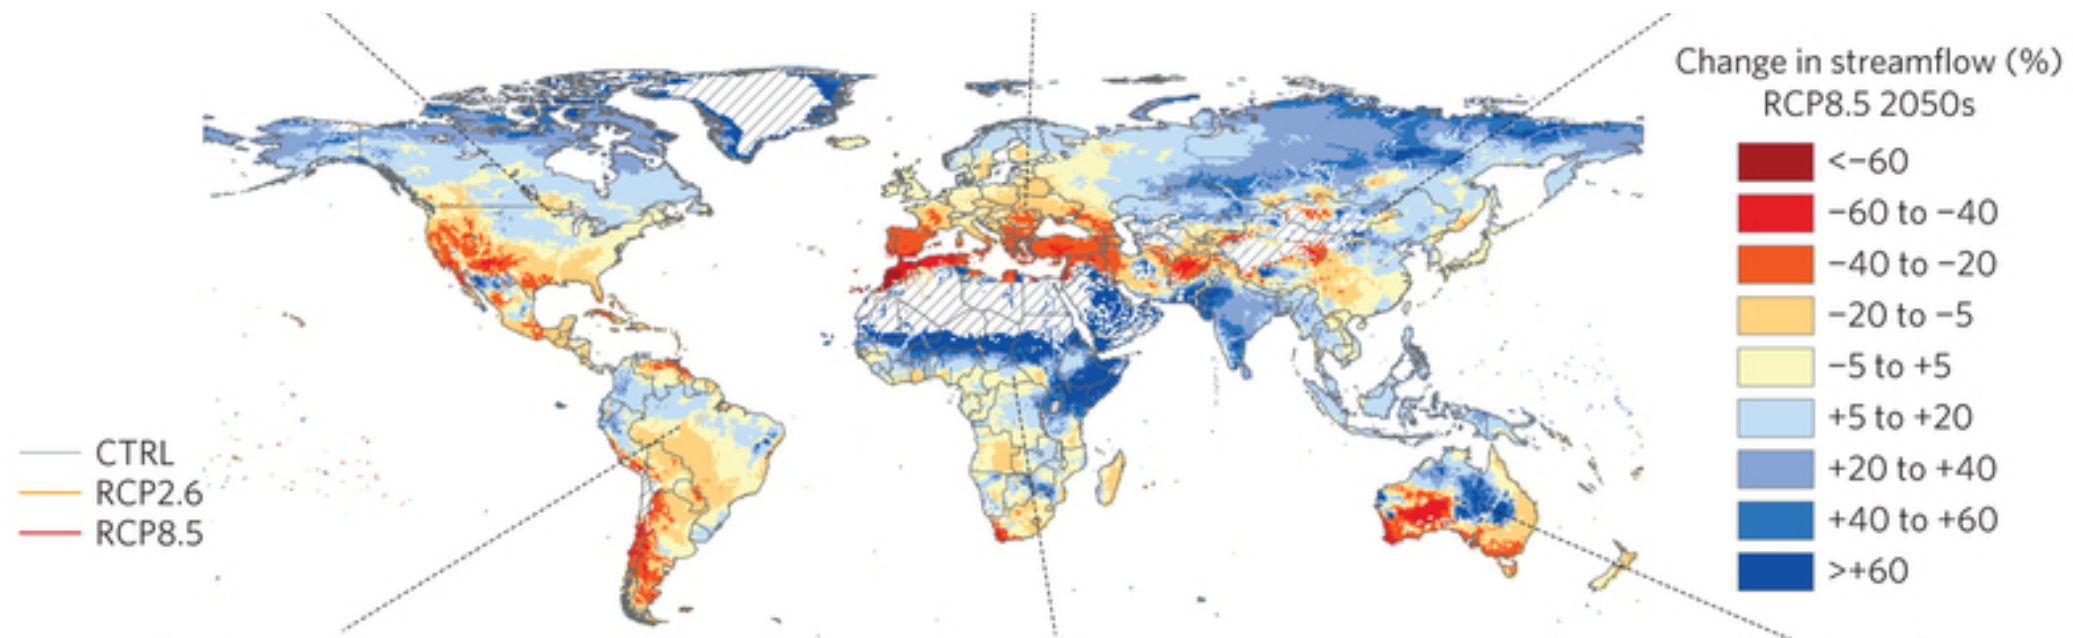 Change in streamflow (%)
RCP8.5 2050s
<−60
−60 to −40
−40 to −20
−20 to −5
−5 to +5
+5 to +20
+20 to +40
+40 to +60
>+60
CTRL
RCP2.6
RCP8.5